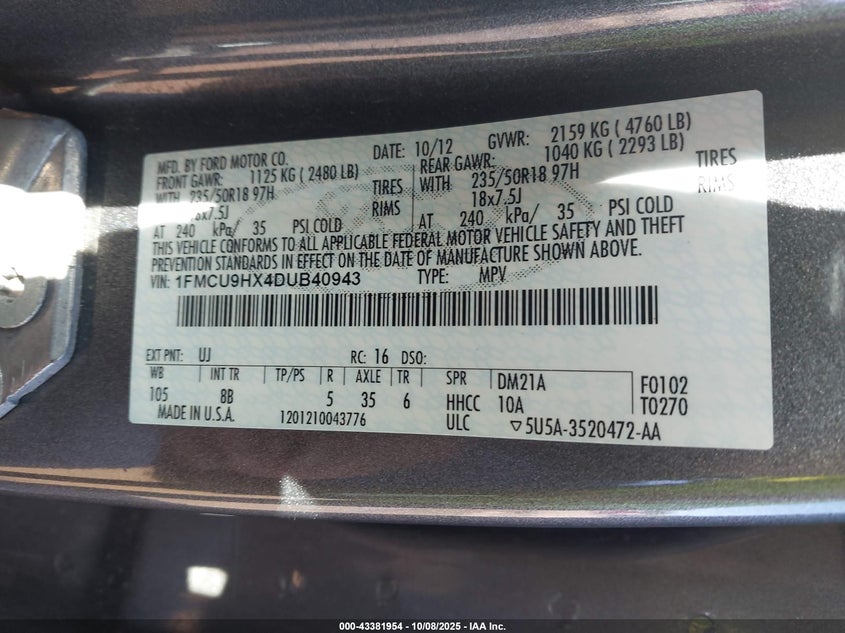 MFD. BY FORD MOTOR CO. DATE: 10/12 GVWR: 2159 KG ( 4760 LB)
FRONT GAWR: 1125 KG ( 2480 LB) REAR GAWR: 1040 KG ( 2293 LB)
WITH 235/50R18 97H TIRES WITH 235/50R18 97H TIRES
18x7.5J RIMS 18x7.5J RIMS
AT 240 kPa/ 35 PSI COLD AT 240 kPa/ 35 PSI COLD
THIS VEHICLE CONFORMS TO ALL APPLICABLE FEDERAL MOTOR VEHICLE SAFETY AND THEFT
PREVENTION STANDARDS IN EFFECT ON THE DATE OF MANUFACTURE SHOWN ABOVE.
VIN: 1FMCU9HX4DUB40943 TYPE: MPV
EXT PNT: UJ RC: 16 DSO:
WB INT TR TP/PS R AXLE TR SPR DM21A F0102
105 8B 5 35 6 HHCC 10A T0270
MADE IN U.S.A. 1201210043776 ULC ▽5U5A-3520472-AA
000-43381954 - 10/08/2025 - IAA Inc.